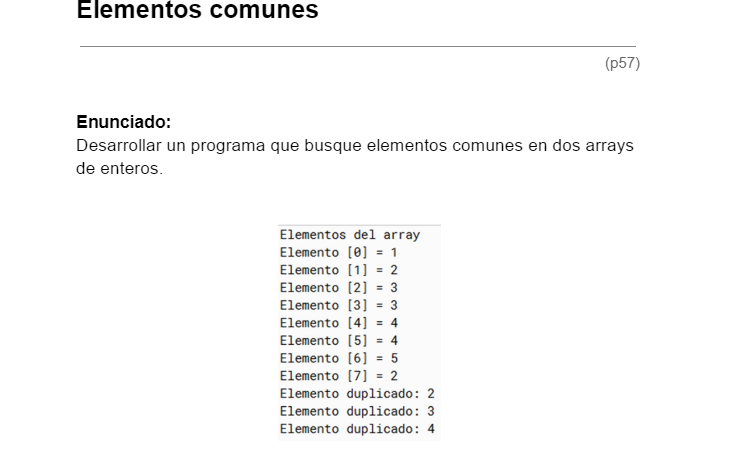 Elementos comunes
(p57)
Enunciado:
Desarrollar un programa que busque elementos comunes en dos arrays
de enteros.
Elementos del array
Elemento [0] = 1
Elemento [1] = 2
Elemento [2] = 3
Elemento [3] = 3
Elemento [4] = 4
Elemento [5] = 4
Elemento [6] = 5
Elemento [7] = 2
Elemento duplicado: 2
Elemento duplicado: 3
Elemento duplicado: 4